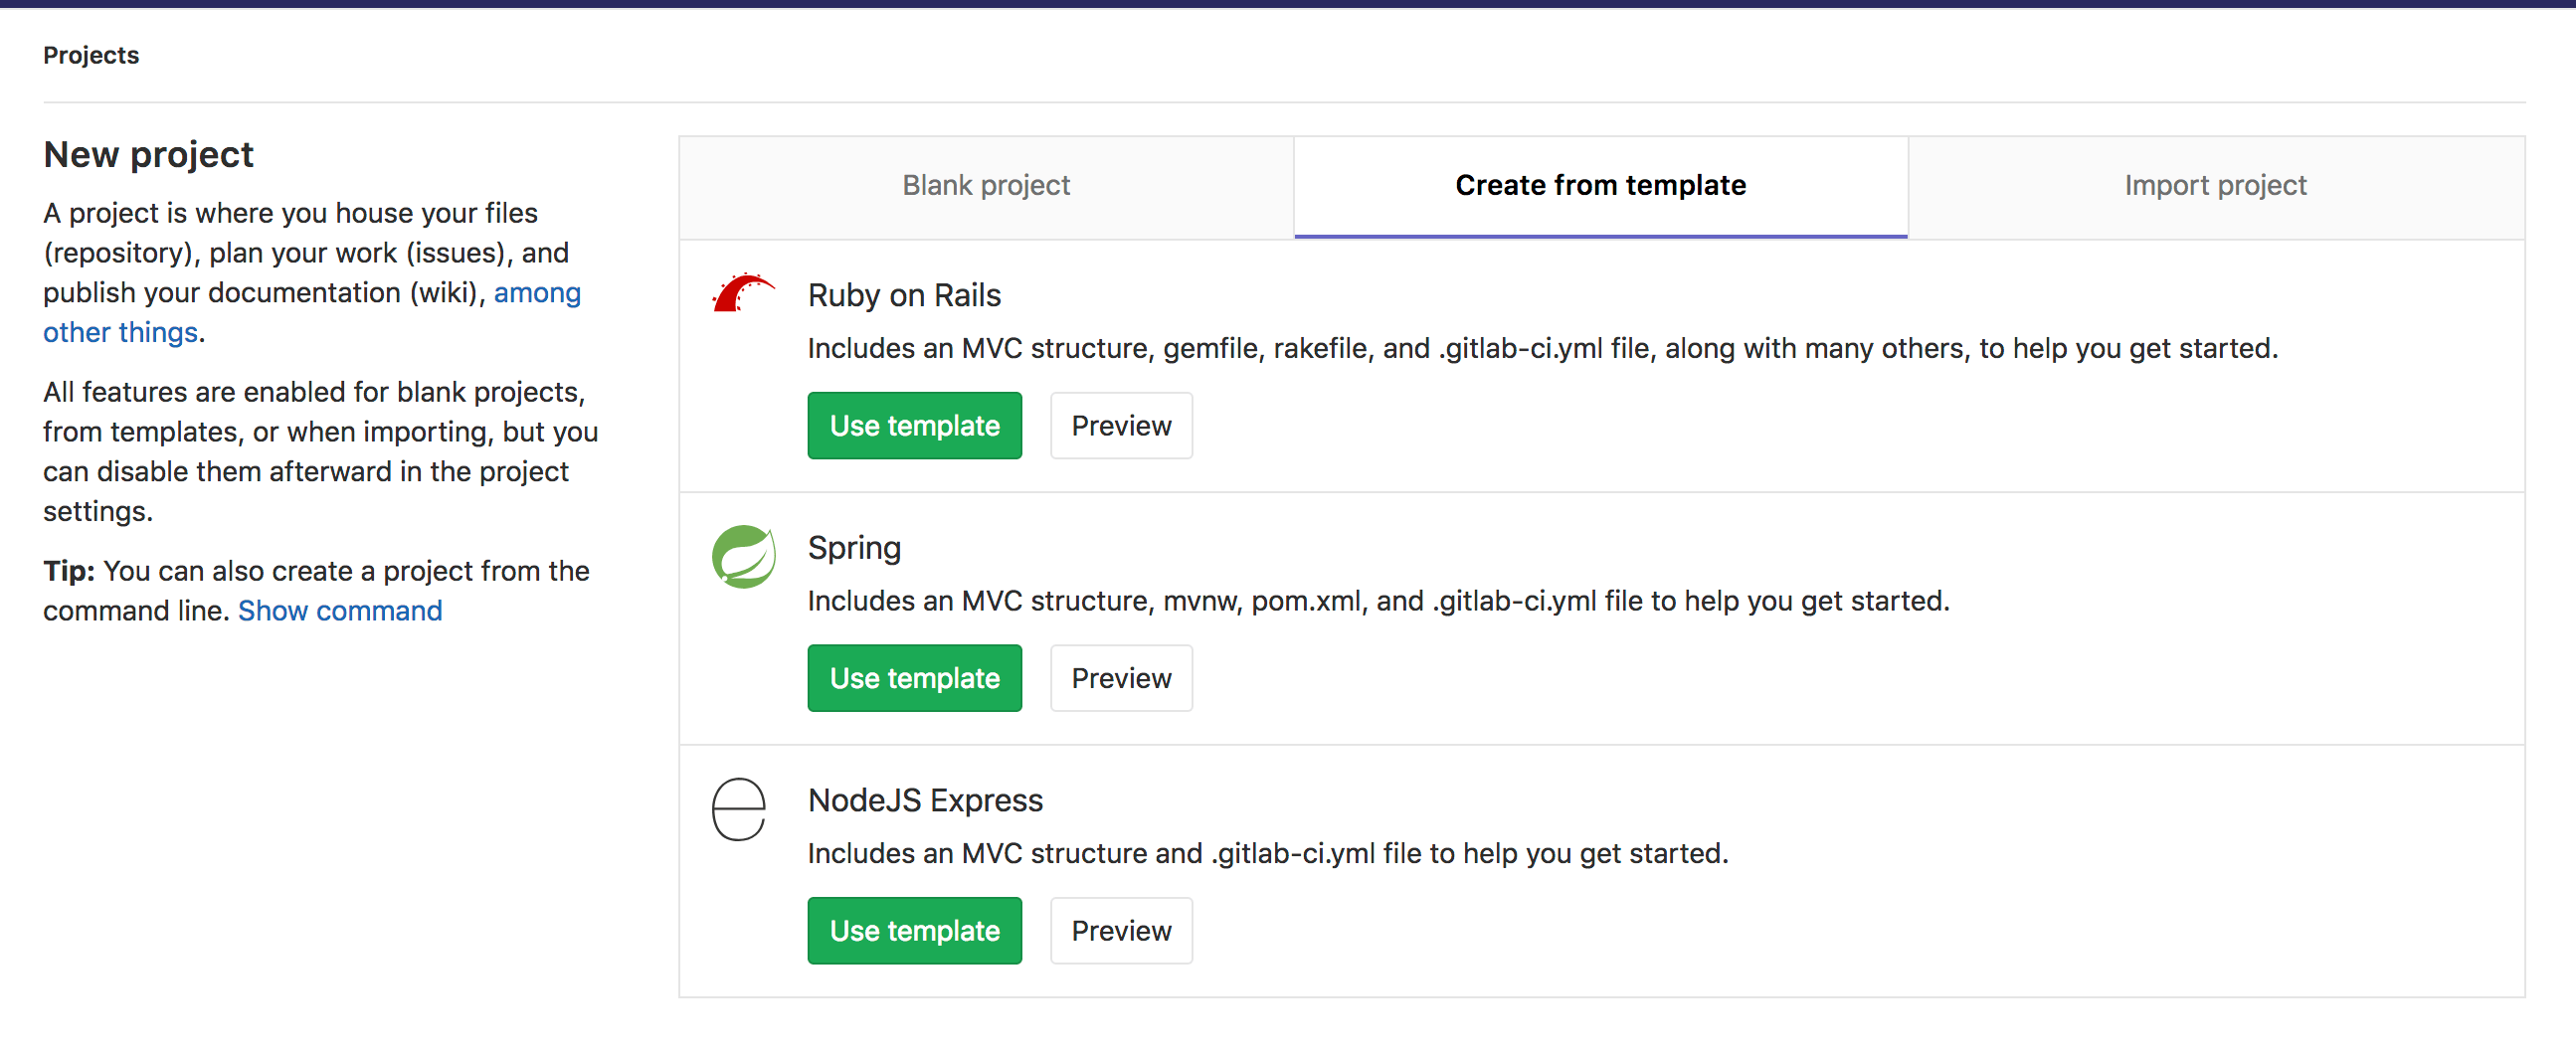 Projects
New project
A project is where you house your files
(repository), plan your work (issues), and
publish your documentation (wiki), among
other things.
All features are enabled for blank projects,
from templates, or when importing, but you
can disable them afterward in the project
settings.
Tip: You can also create a project from the
command line. Show command
Blank project
Create from template
Import project
Ruby on Rails
Includes an MVC structure, gemfile, rakefile, and .gitlab-ci.yml file, along with many others, to help you get started.
Use template
Preview
Spring
Includes an MVC structure, mvnw, pom.xml, and .gitlab-ci.yml file to help you get started.
Use template
Preview
NodeJS Express
Includes an MVC structure and .gitlab-ci.yml file to help you get started.
Use template
Preview